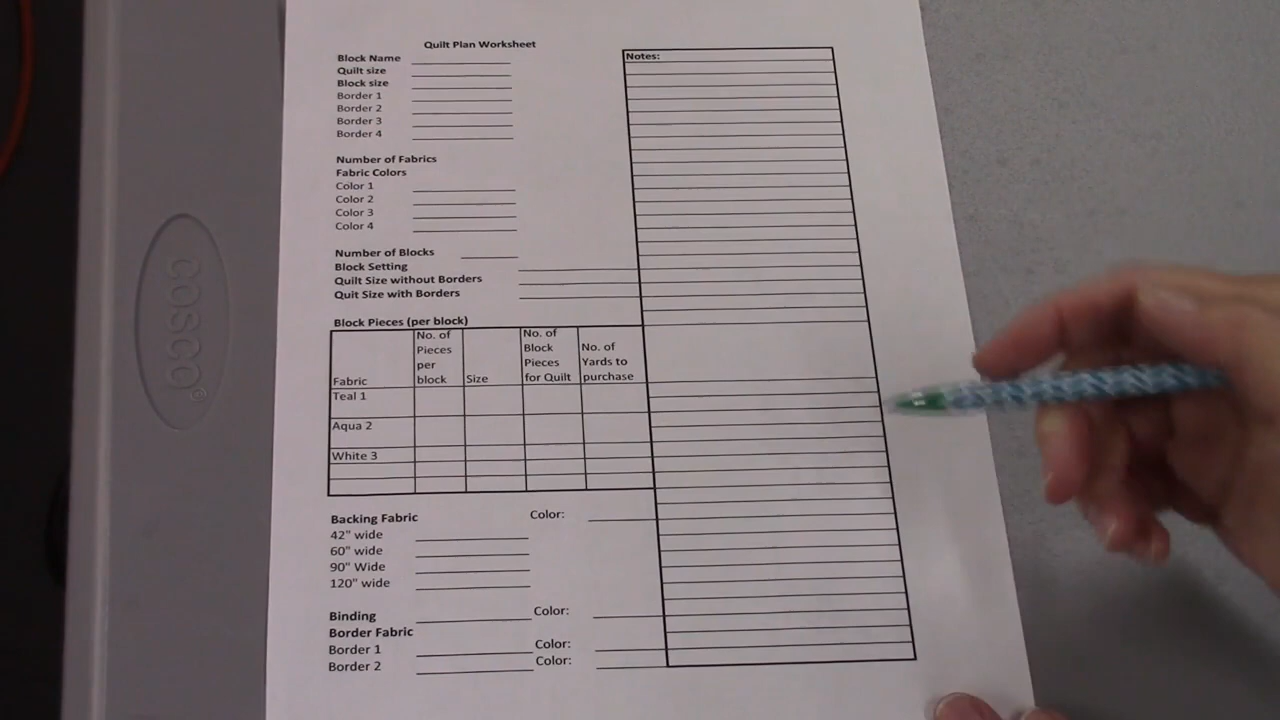 Quilt Plan Worksheet
Block Name
Quilt size
Block size
Border 1
Border 2
Border 3
Border 4
Number of Fabrics
Fabric Colors
Color 1
Color 2
Color 3
Color 4
Number of Blocks
Block Setting
Quilt Size without Borders
Quit Size with Borders
Notes:
Block Pieces (per block)
Fabric
No. of
Pieces
per
block
Size
No. of
Block
Pieces
for Quilt
No. of
Yards to
purchase
Teal 1
Aqua 2
White 3
Backing Fabric Color:
42" wide
60" wide
90" Wide
120" wide
Binding Color:
Border Fabric
Border 1 Color:
Border 2 Color:
COSCO®